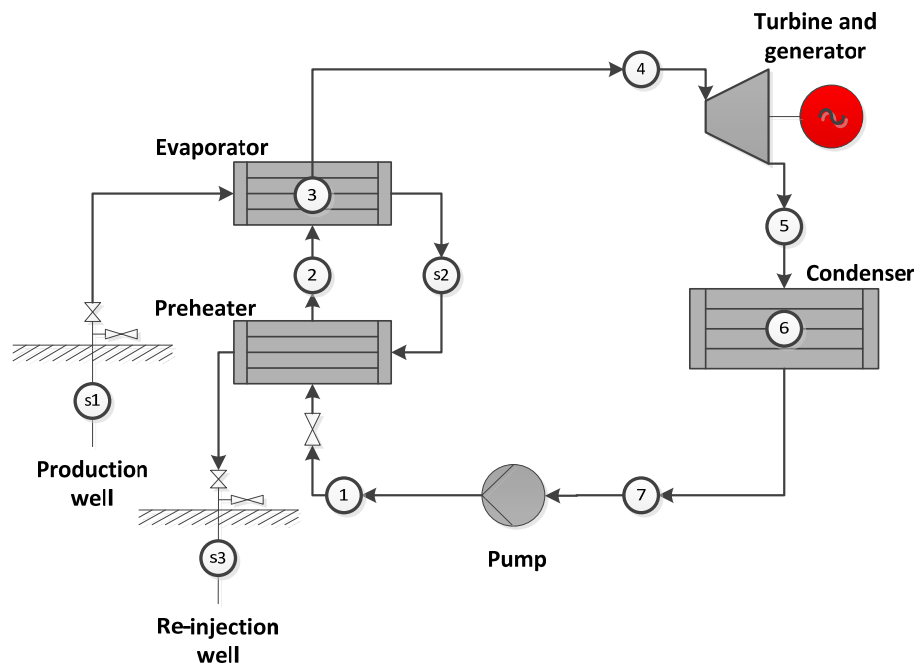 Turbine and
generator
4
Evaporator
3
5
2
s2
Condenser
Preheater
6
s1
Production
well
1
7
Pump
s3
Re-injection
well